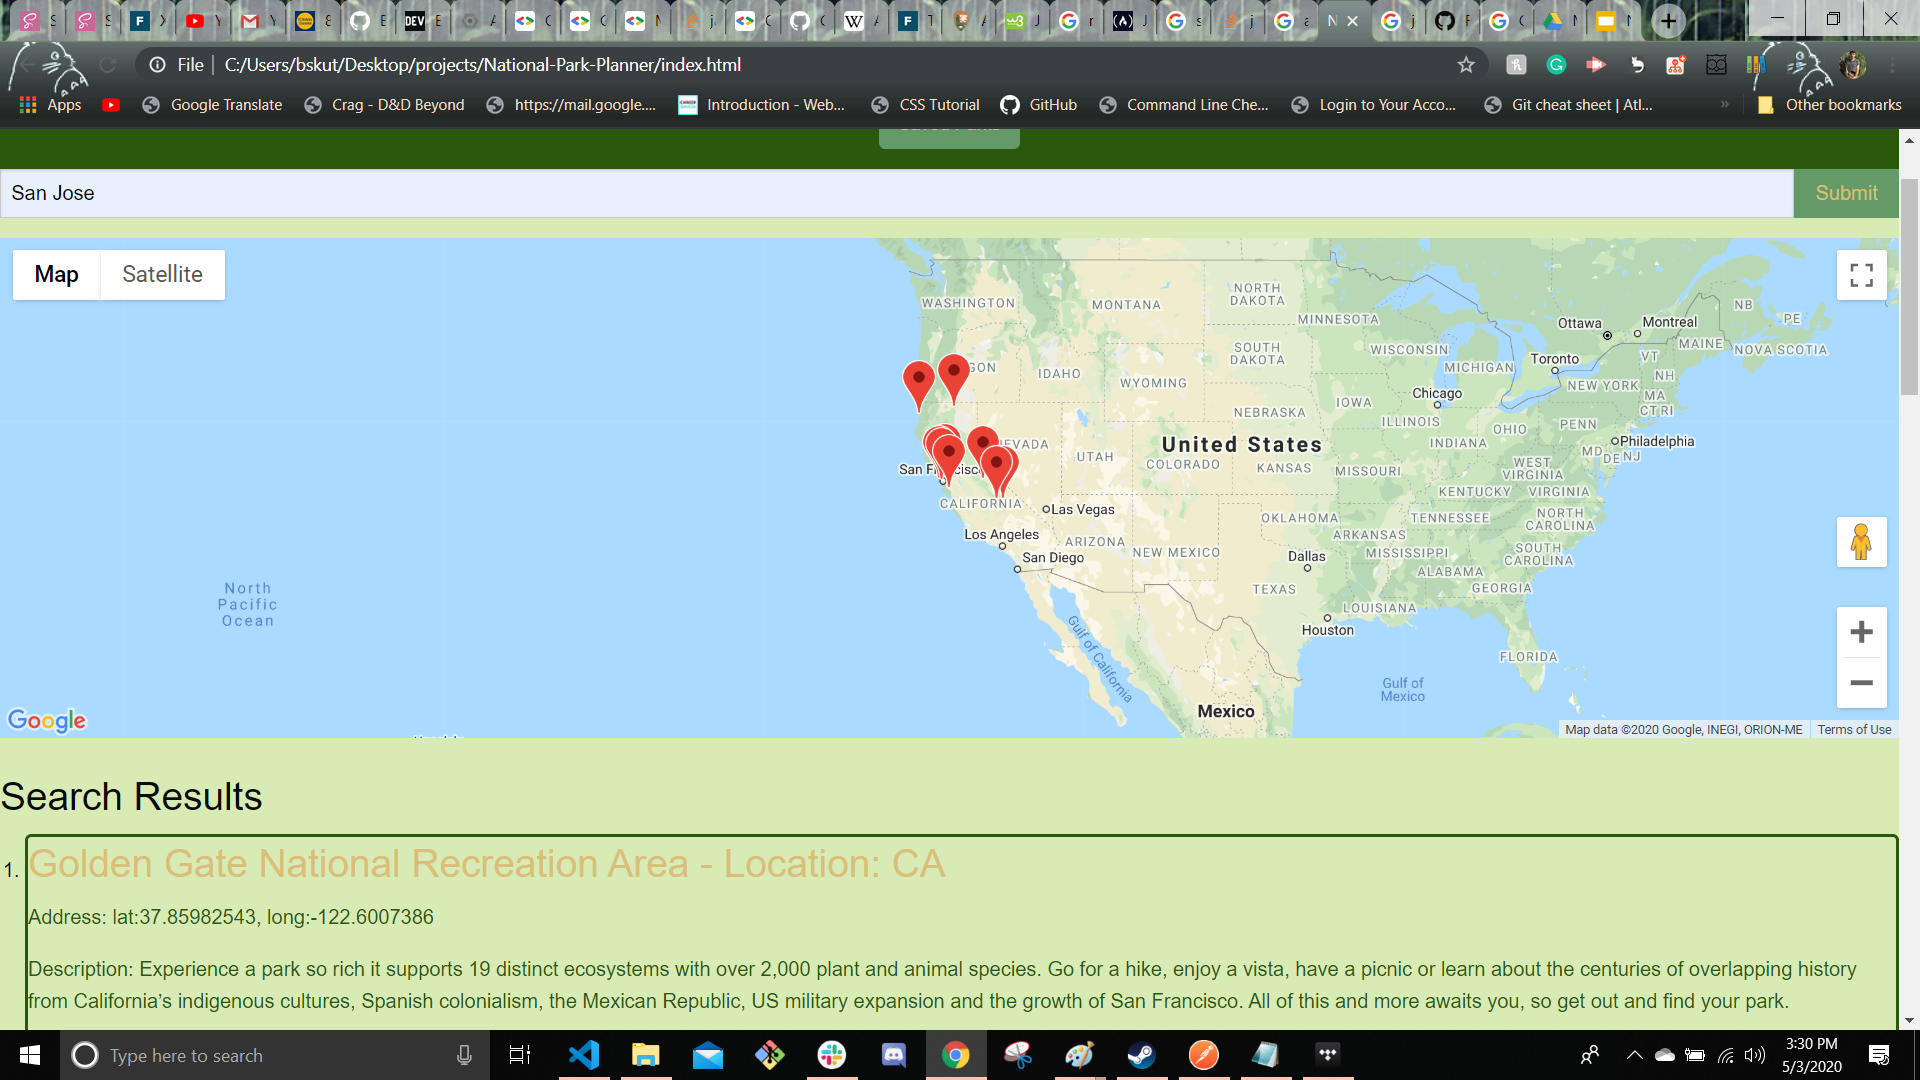 File
C:/Users/bskut/Desktop/projects/National-Park-Planner/index.html
Apps
Google Translate
Crag - D&D Beyond
https://mail.google....
Introduction - Web...
CSS Tutorial
GitHub
Command Line Che...
Login to Your Acco...
Git cheat sheet | Atl...
»
Other bookmarks
San Jose
Submit
Map
Satellite
WASHINGTON
MONTANA
NORTH
DAKOTA
MINNESOTA
Ottawa
Montreal
NB
PE
MAINE
NOVA SCOTIA
GON
IDAHO
WYOMING
SOUTH
DAKOTA
WISCONSIN
MICHIGAN
Toronto
VT
NH
NEW YORK
MA
CT RI
Chicago
NEBRASKA
IOWA
ILLINOIS
INDIANA
OHIO
PENN
Philadelphia
EVADA
UTAH
COLORADO
United States
KANSAS
MISSOURI
WEST
VIRGINIA
MD
DE
NJ
San F
cisco
CALIFORNIA
Las Vegas
KENTUCKY
VIRGINIA
Los Angeles
ARIZONA
NEW MEXICO
OKLAHOMA
ARKANSAS
TENNESSEE
NORTH
CAROLINA
San Diego
Dallas
MISSISSIPPI
ALABAMA
SOUTH
CAROLINA
TEXAS
LOUISIANA
GEORGIA
Houston
FLORIDA
North
Pacific
Ocean
Gulf of California
Gulf of
Mexico
Mexico
Google
Map data ©2020 Google, INEGI, ORION-ME
Terms of Use
Search Results
1. Golden Gate National Recreation Area - Location: CA
Address: lat:37.85982543, long:-122.6007386
Description: Experience a park so rich it supports 19 distinct ecosystems with over 2,000 plant and animal species. Go for a hike, enjoy a vista, have a picnic or learn about the centuries of overlapping history
from California’s indigenous cultures, Spanish colonialism, the Mexican Republic, US military expansion and the growth of San Francisco. All of this and more awaits you, so get out and find your park.
Type here to search
3:30 PM
5/3/2020